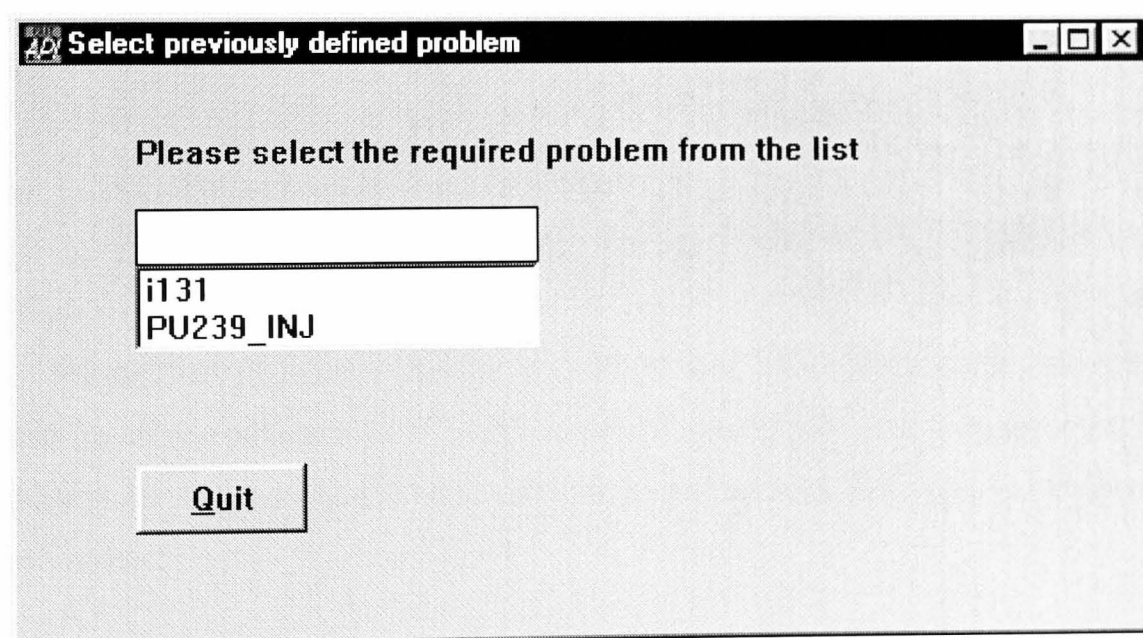 Select previously defined problem
Please select the required problem from the list
i131
PU239_INJ
Quit